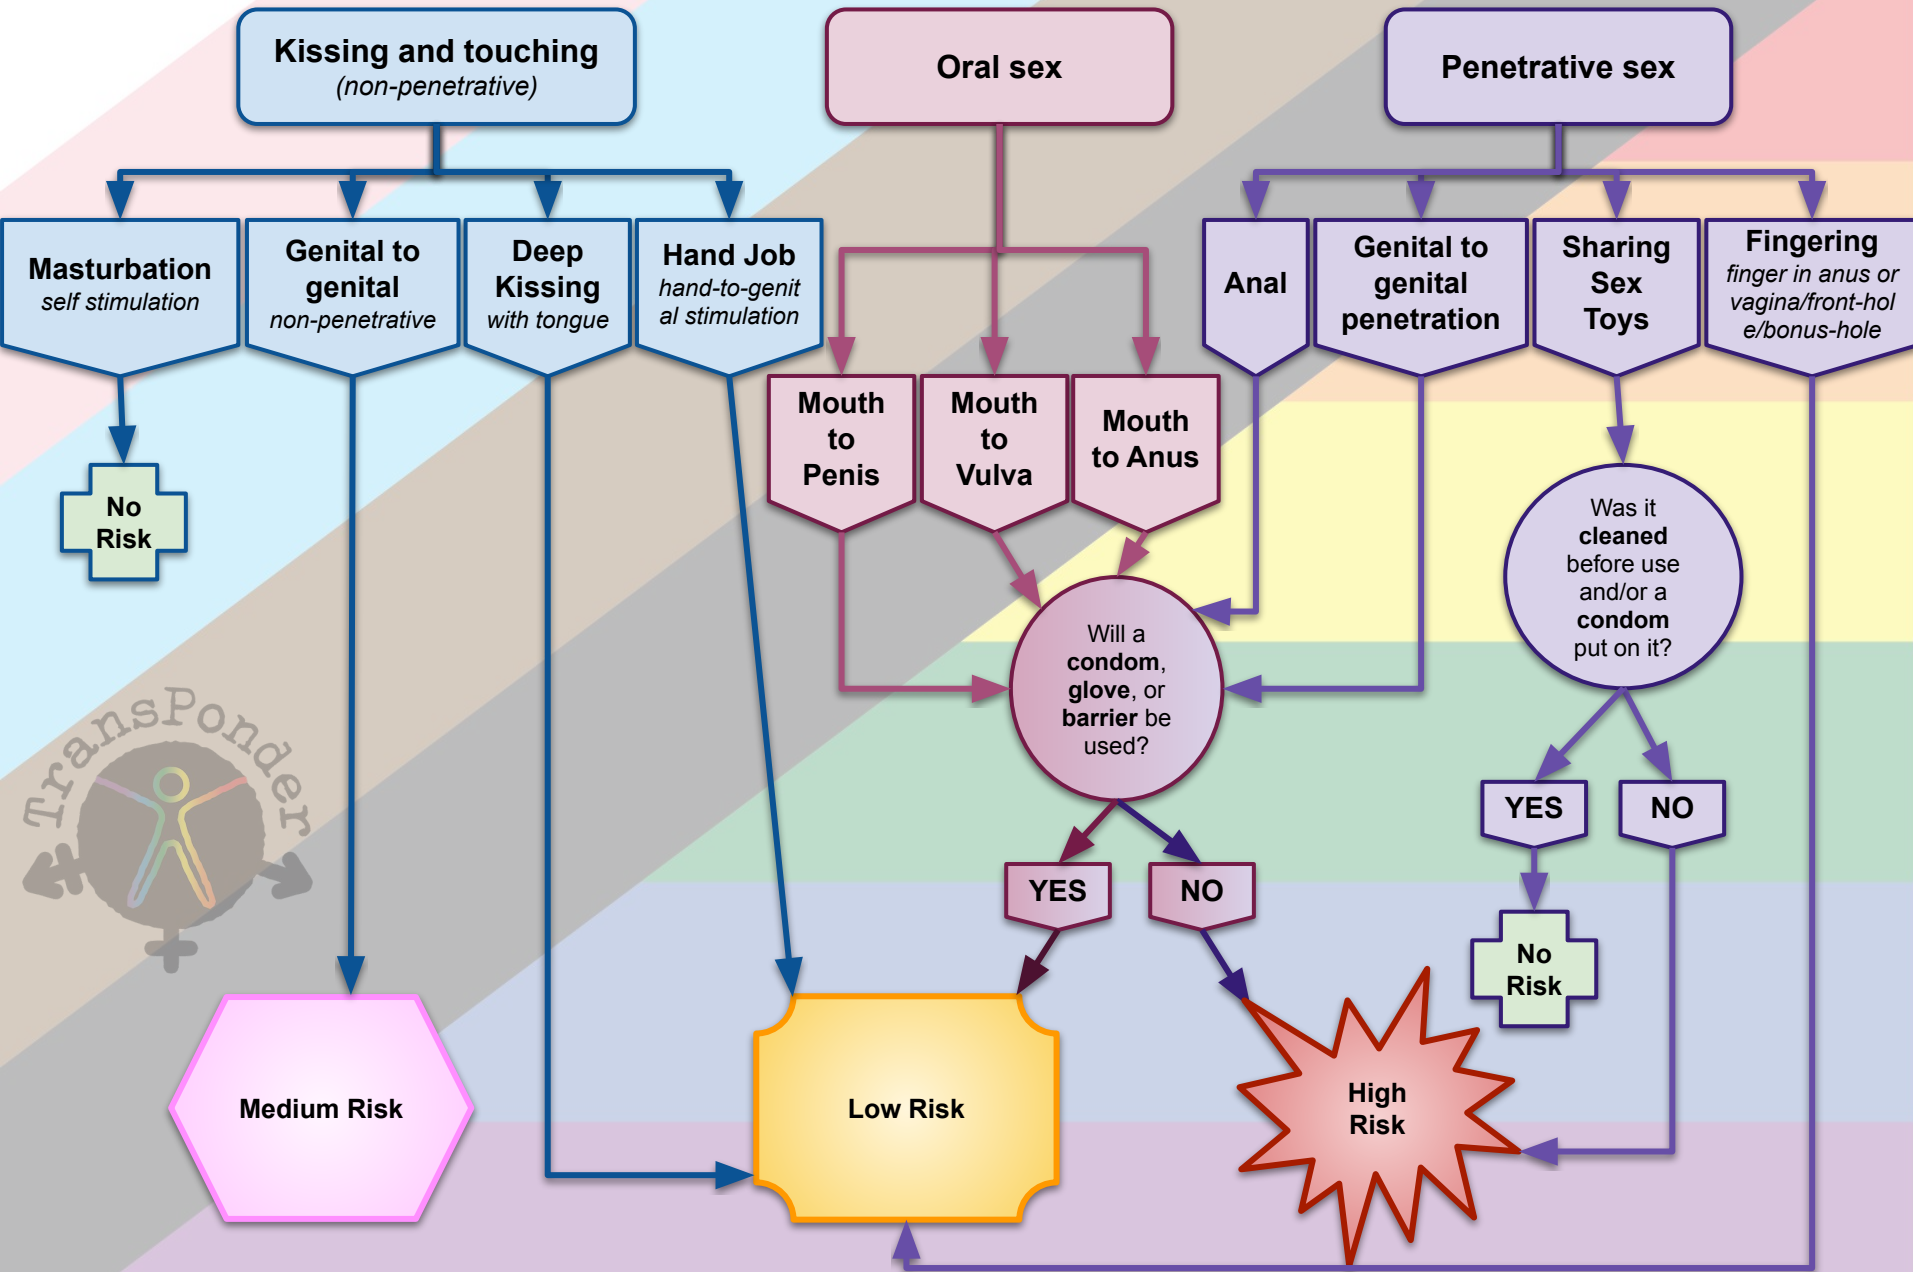 Kissing and touching
(non-penetrative)
Oral sex
Penetrative sex
Masturbation
self stimulation
Genital to
genital
non-penetrative
Deep
Kissing
with tongue
Hand Job
hand-to-genit
al stimulation
Anal
Genital to
genital
penetration
Sharing
Sex
Toys
Fingering
finger in anus or
vagina/front-hol
e/bonus-hole
Mouth
to
Penis
Mouth
to
Vulva
Mouth
to Anus
No
Risk
Was it
cleaned
before use
and/or a
condom
put on it?
Will a
condom,
glove, or
barrier be
used?
TransPonder
YES
NO
YES
NO
No
Risk
Medium Risk
Low Risk
High
Risk